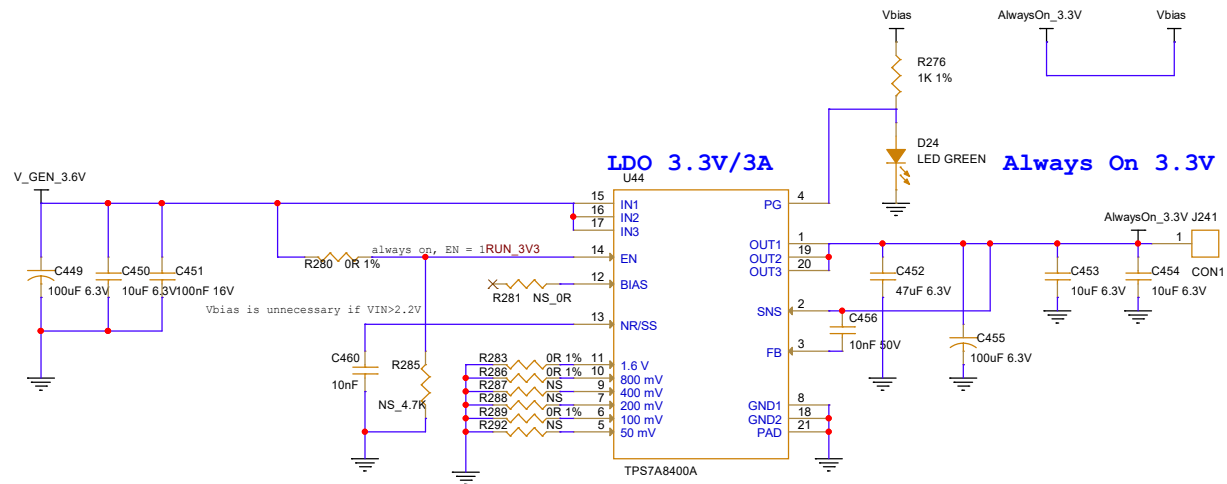 Vbias
AlwaysOn_3.3V
Vbias
R276
1K 1%
D24
LED GREEN
LDO 3.3V/3A
Always On 3.3V
V_GEN_3.6V
U44
15 IN1
16 IN2
17 IN3
PG 4
AlwaysOn_3.3V J241
1
CON1
always on, EN = 1 RUN_3V3
14 EN
R280 0R 1%
OUT1 1
OUT2 19
OUT3 20
C449
100uF 6.3V
C450
10uF 6.3V
C451
100nF 16V
12 BIAS
R281 NS_0R
C452
47uF 6.3V
C453
10uF 6.3V
C454
10uF 6.3V
Vbias is unnecessary if VIN>2.2V
SNS 2
13 NR/SS
C456
10nF 50V
C455
100uF 6.3V
FB 3
C460
10nF
R285
NS_4.7K
R283 0R 1% 11 1.6 V
R286 0R 1% 10 800 mV
R287 NS 9 400 mV
R288 NS 7 200 mV
R289 0R 1% 6 100 mV
R292 NS 5 50 mV
GND1 8
GND2 18
PAD 21
TPS7A8400A